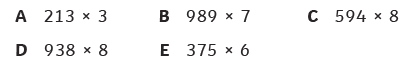 A 213 × 3 B 989 × 7 C 594 × 8
D 938 × 8 E 375 × 6